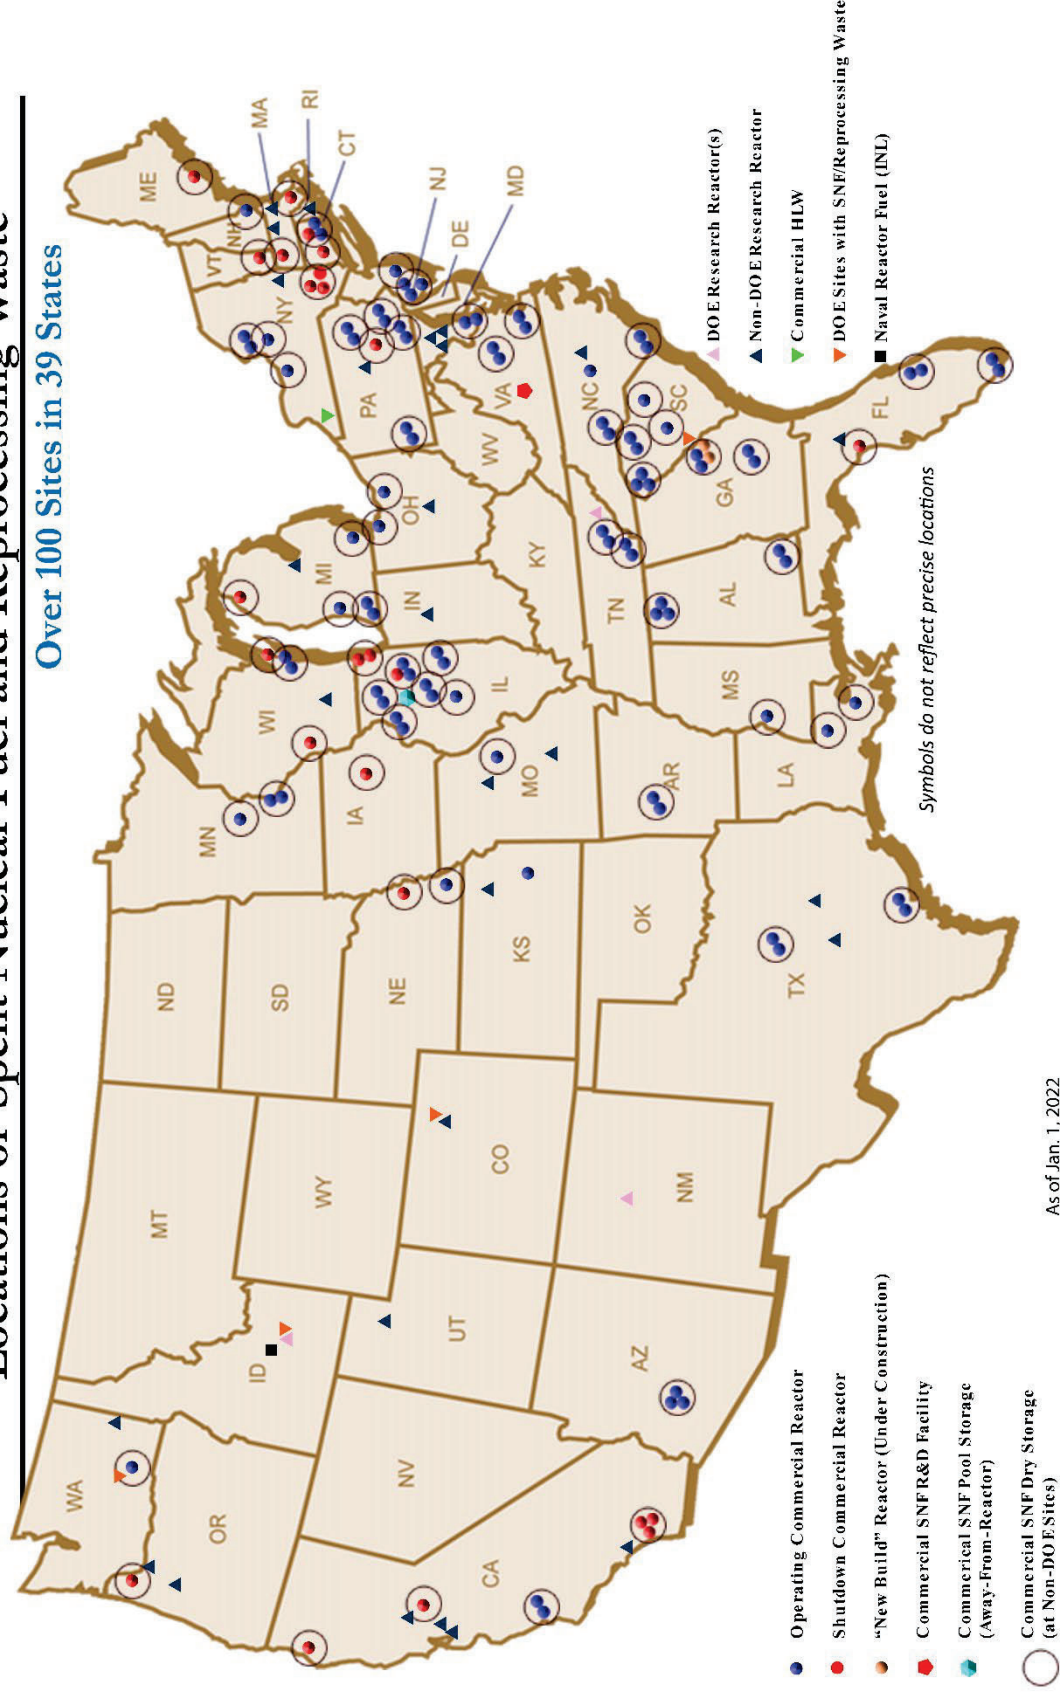 Locations of Spent Nuclear Fuel and Reprocessing Waste
Over 100 Sites in 39 States
WA
OR
CA
NV
ID
MT
WY
UT
AZ
CO
NM
ND
SD
NE
KS
OK
TX
MN
IA
MO
AR
LA
WI
IL
MS
MI
IN
KY
TN
AL
OH
WV
GA
FL
SC
NC
VA
PA
NY
VT
NH
ME
MA
RI
CT
NJ
DE
MD
Operating Commercial Reactor
Shutdown Commercial Reactor
“New Build” Reactor (Under Construction)
Commercial SNF R&D Facility
Commerical SNF Pool Storage
(Away-From-Reactor)
Commercial SNF Dry Storage
(at Non-DOE Sites)
DOE Research Reactor(s)
Non-DOE Research Reactor
Commercial HLW
DOE Sites with SNF/Reprocessing Waste
Naval Reactor Fuel (INL)
Symbols do not reflect precise locations
As of Jan. 1, 2022